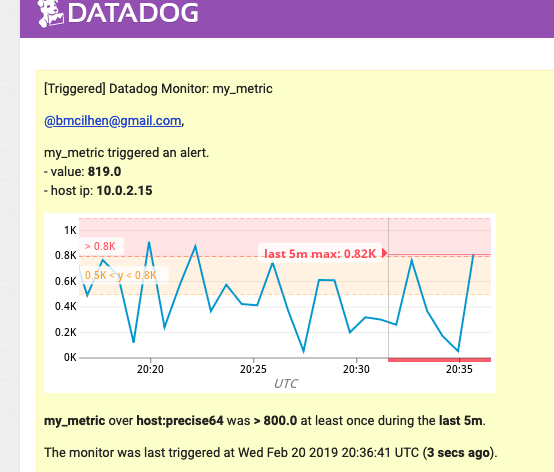 DATADOG
[Triggered] Datadog Monitor: my_metric
@bmcilhen@gmail.com,
my_metric triggered an alert.
- value: 819.0
- host ip: 10.0.2.15
1K
> 0.8K
last 5m max: 0.82K
0.8K
0.5K < y < 0.8K
0.6K
0.4K
0.2K
0K
20:20 20:25 20:30 20:35
UTC
my_metric over host:precise64 was > 800.0 at least once during the last 5m.
The monitor was last triggered at Wed Feb 20 2019 20:36:41 UTC (3 secs ago).